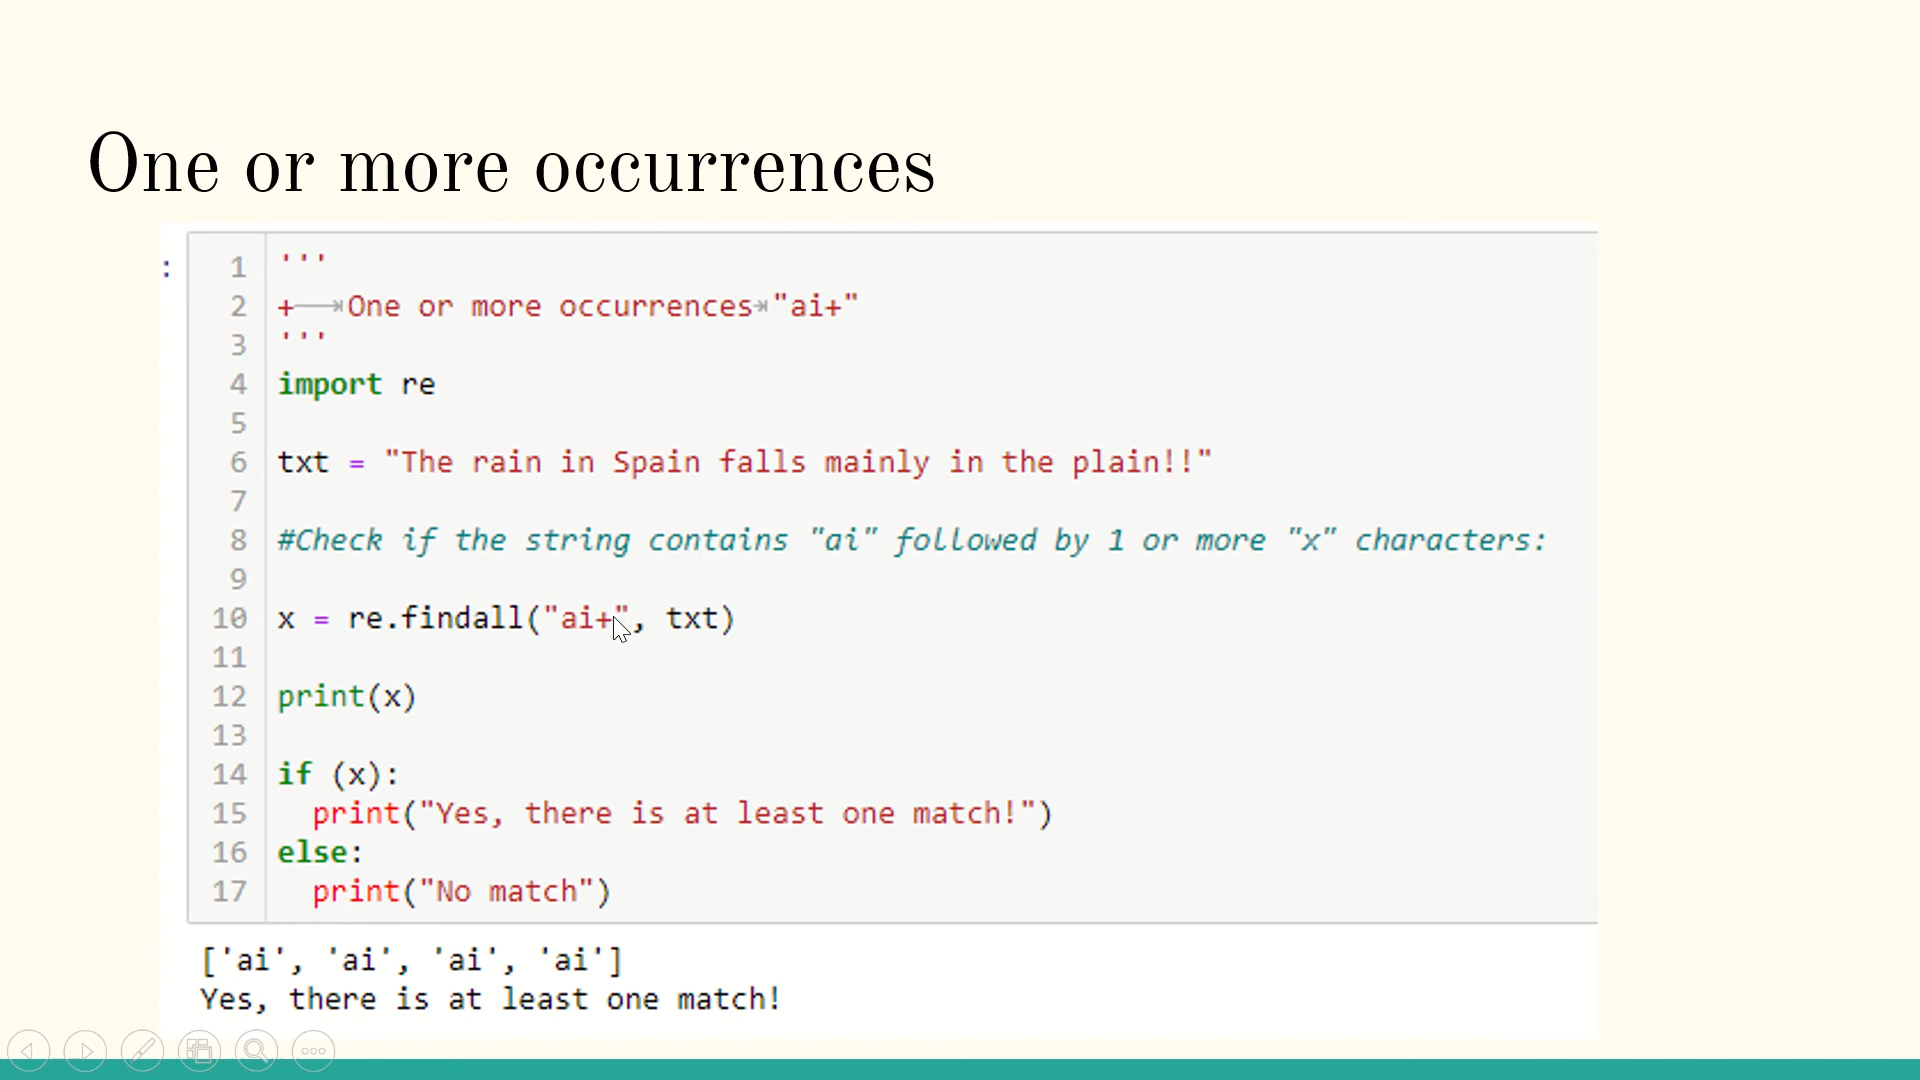 One or more occurrences
:
1 '''
2 + One or more occurrences "ai+"
3 '''
4 import re
5
6 txt = "The rain in Spain falls mainly in the plain!!"
7
8 #Check if the string contains "ai" followed by 1 or more "x" characters:
9
10 x = re.findall("ai+", txt)
11
12 print(x)
13
14 if (x):
15   print("Yes, there is at least one match!")
16 else:
17   print("No match")
['ai', 'ai', 'ai', 'ai']
Yes, there is at least one match!